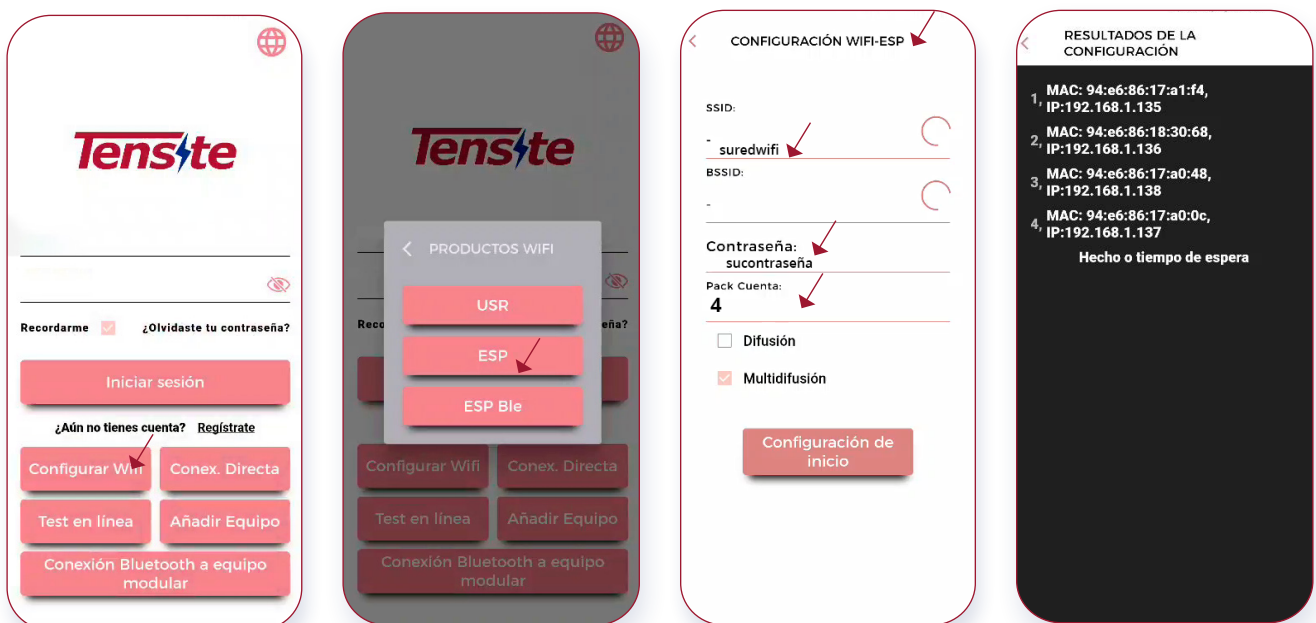 Tensite
Recordarme
¿Olvidaste tu contraseña?
Iniciar sesión
¿Aún no tienes cuenta? Regístrate
Configurar Wifi
Conex. Directa
Test en línea
Añadir Equipo
Conexión Bluetooth a equipo
modular
Tensite
PRODUCTOS WIFI
USR
ESP
ESP Ble
Reco
eña?
Configurar Wifi
Conex. Directa
Test en línea
Añadir Equipo
Conexión Bluetooth a equipo
modular
CONFIGURACIÓN WIFI-ESP
SSID:
- suredwifi
BSSID:
-
Contraseña:
sucontraseña
Pack Cuenta:
4
Difusión
Multidifusión
Configuración de
inicio
RESULTADOS DE LA
CONFIGURACIÓN
1, MAC: 94:e6:86:17:a1:f4,
IP:192.168.1.135
2, MAC: 94:e6:86:18:30:68,
IP:192.168.1.136
3, MAC: 94:e6:86:17:a0:48,
IP:192.168.1.138
4, MAC: 94:e6:86:17:a0:0c,
IP:192.168.1.137
Hecho o tiempo de espera